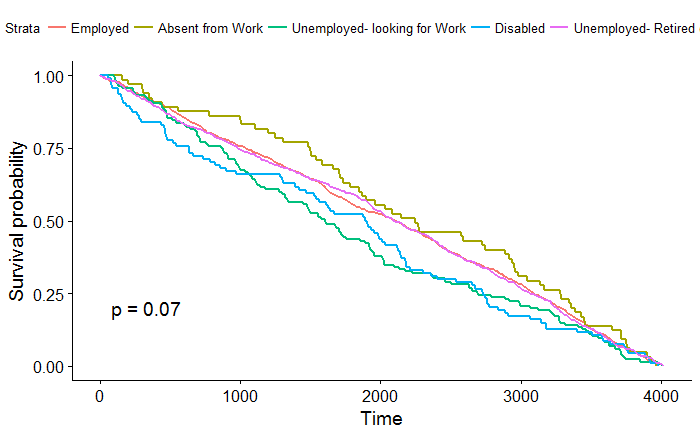 Strata Employed Absent from Work Unemployed- looking for Work Disabled Unemployed- Retired
1.00
0.75
0.50
0.25
0.00
Survival probability
p = 0.07
0 1000 2000 3000 4000
Time